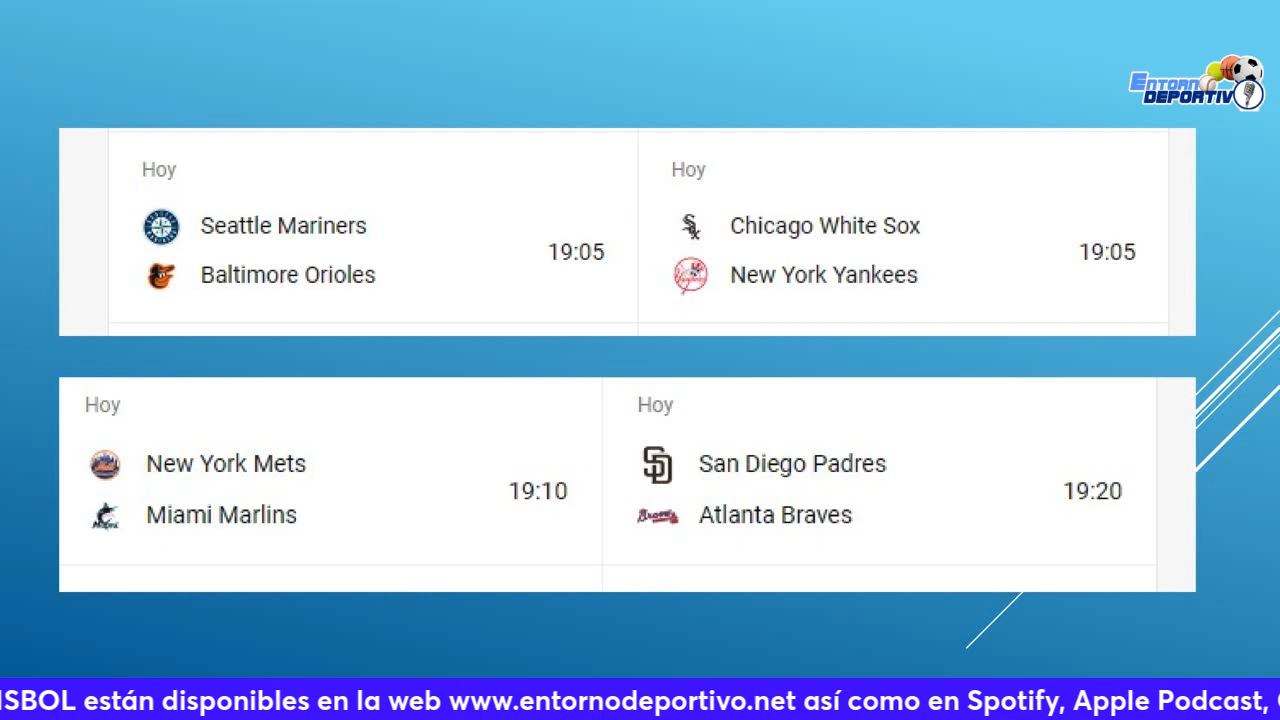 ENTORNO
DEPORTIVO
Hoy
Seattle Mariners
19:05
Baltimore Orioles
Hoy
Chicago White Sox
19:05
New York Yankees
Hoy
New York Mets
19:10
Miami Marlins
Hoy
San Diego Padres
19:20
Atlanta Braves
ISBOL están disponibles en la web www.entornodeportivo.net así como en Spotify, Apple Podcast,